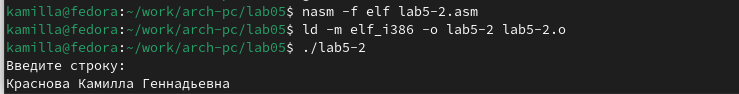 kamilla@fedora:~/work/arch-pc/lab05$ nasm -f elf lab5-2.asm
kamilla@fedora:~/work/arch-pc/lab05$ ld -m elf_i386 -o lab5-2 lab5-2.o
kamilla@fedora:~/work/arch-pc/lab05$ ./lab5-2
Введите строку:
Краснова Камилла Геннадьевна